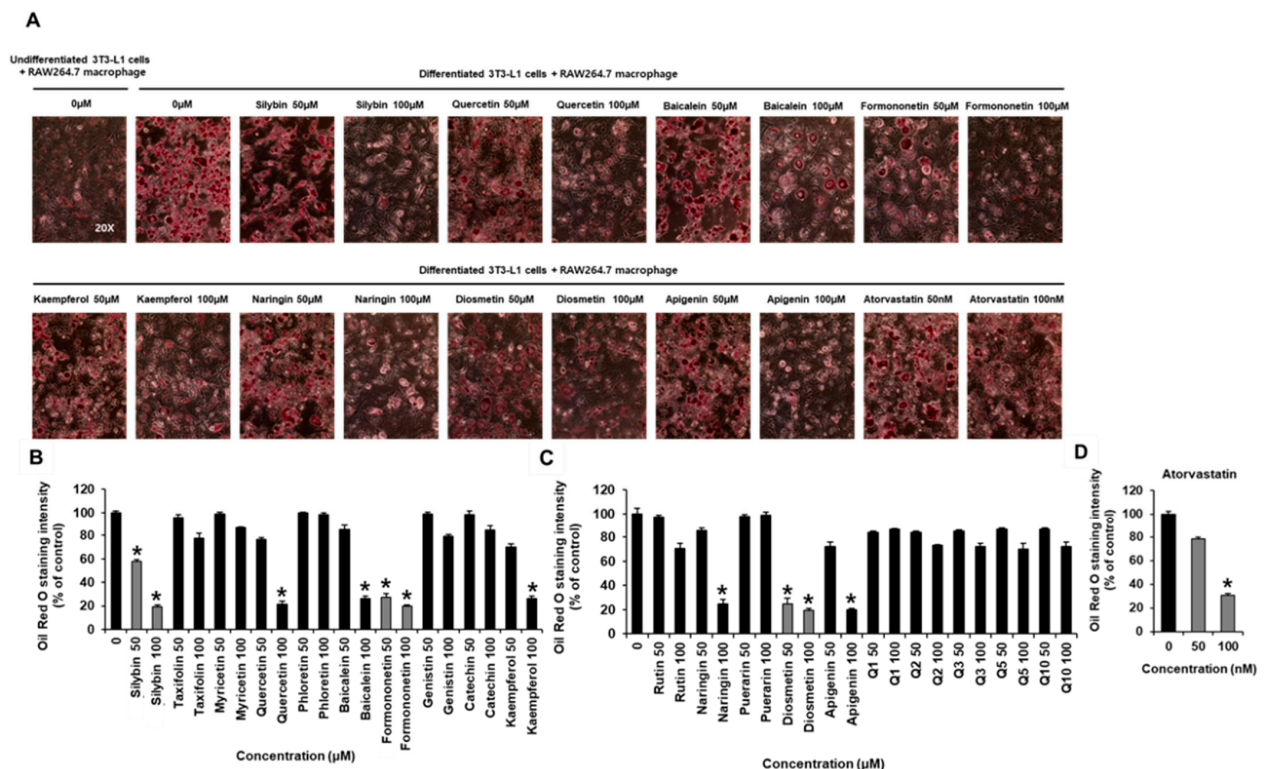 A
Undifferentiated 3T3-L1 cells
+ RAW264.7 macrophage
Differentiated 3T3-L1 cells + RAW264.7 macrophage
0μM
0μM
Silybin 50μM
Silybin 100μM
Quercetin 50μM
Quercetin 100μM
Baicalein 50μM
Baicalein 100μM
Formononetin 50μM
Formononetin 100μM
20X
Differentiated 3T3-L1 cells + RAW264.7 macrophage
Kaempferol 50μM
Kaempferol 100μM
Naringin 50μM
Naringin 100μM
Diosmetin 50μM
Diosmetin 100μM
Apigenin 50μM
Apigenin 100μM
Atorvastatin 50nM
Atorvastatin 100nM
B
Oil Red O staining intensity
(% of control)
120
100
80
60
40
20
0
*
*
*
*
*
*
*
0
Silybin 50
Silybin 100
Taxifolin 50
Taxifolin 100
Myricetin 50
Myricetin 100
Quercetin 50
Quercetin 100
Phloretin 50
Phloretin 100
Baicalein 50
Baicalein 100
Formononetin 50
Formononetin 100
Genistin 50
Genistin 100
Catechin 50
Catechin 100
Kaempferol 50
Kaempferol 100
Concentration (μM)
C
Oil Red O staining intensity
(% of control)
120
100
80
60
40
20
0
*
*
*
*
0
Rutin 50
Rutin 100
Naringin 50
Naringin 100
Puerarin 50
Puerarin 100
Diosmetin 50
Diosmetin 100
Apigenin 50
Apigenin 100
Q1 50
Q1 100
Q2 50
Q2 100
Q3 50
Q3 100
Q5 50
Q5 100
Q10 50
Q10 100
Concentration (μM)
D
Atorvastatin
Oil Red O staining intensity
(% of control)
120
100
80
60
40
20
0
*
0
50
100
Concentration (nM)